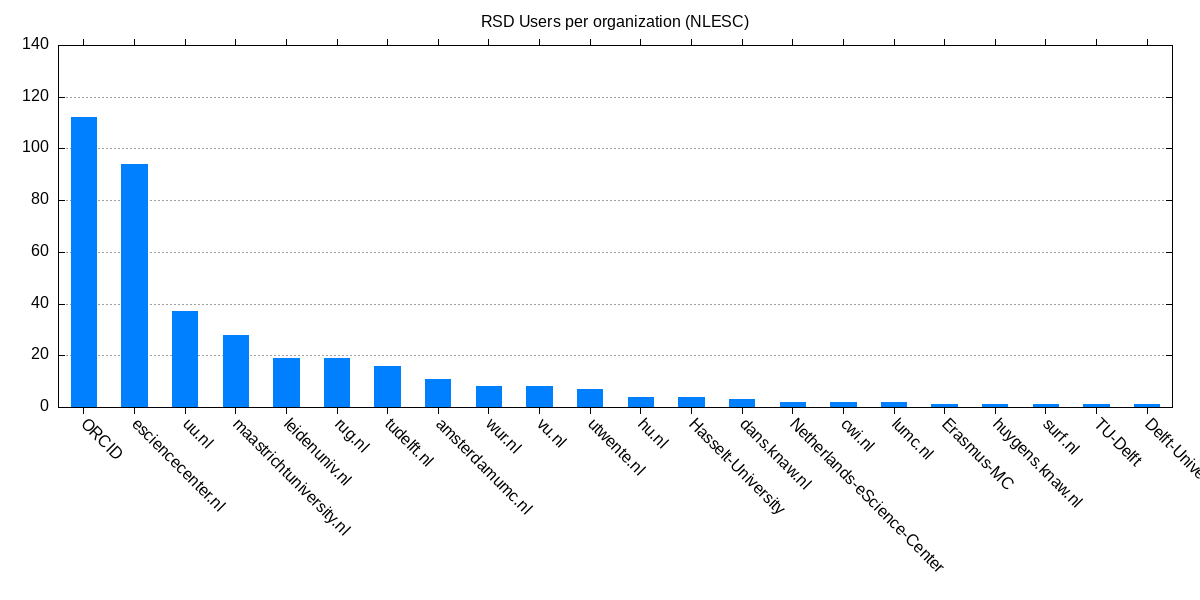 RSD Users per organization (NLESC)
140
120
100
80
60
40
20
0
ORCID
esciencecenter.nl
uu.nl
maastrichtuniversity.nl
leidenuniv.nl
rug.nl
tudelft.nl
amsterdamumc.nl
wur.nl
vu.nl
utwente.nl
hu.nl
Hasselt-University
dans.knaw.nl
Netherlands-eScience-Center
cwi.nl
lumc.nl
Erasmus-MC
huygens.knaw.nl
surf.nl
TU-Delft
Delft-Unive